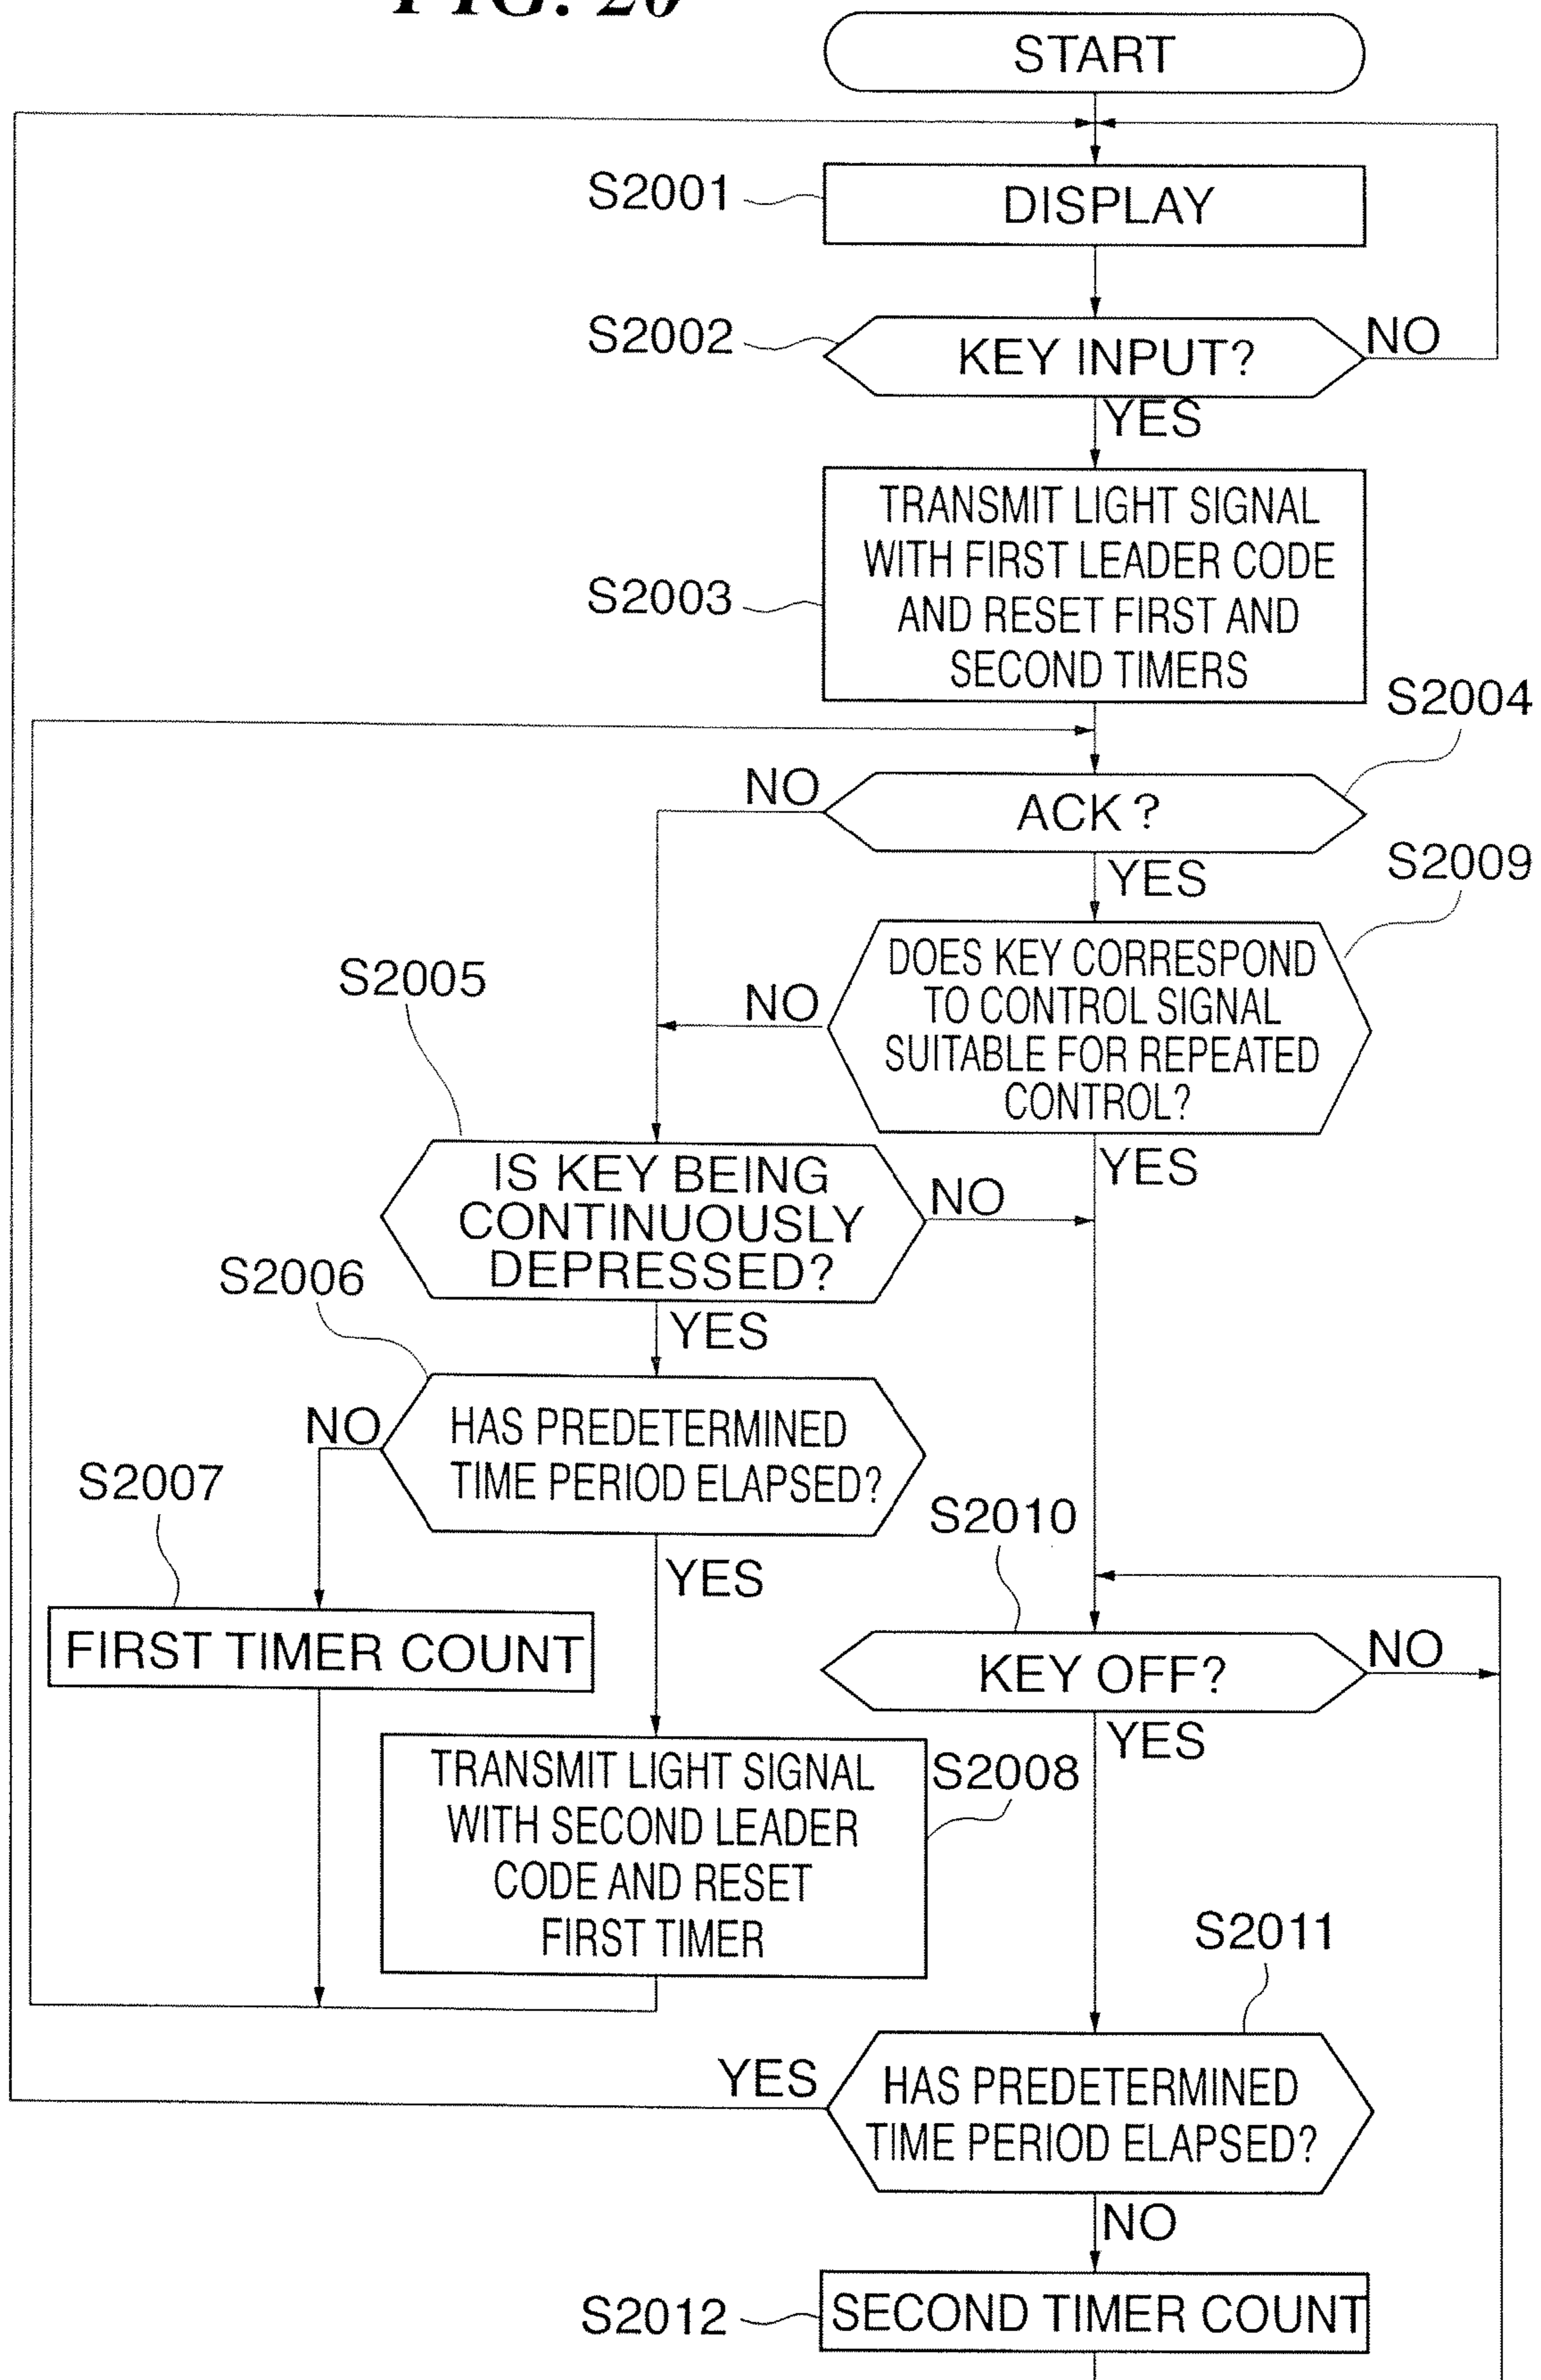 FIG. 20
START
S2001
DISPLAY
S2002
KEY INPUT?
NO
YES
S2003
TRANSMIT LIGHT SIGNAL
WITH FIRST LEADER CODE
AND RESET FIRST AND
SECOND TIMERS
S2004
NO
ACK ?
YES
S2009
DOES KEY CORRESPOND
TO CONTROL SIGNAL
SUITABLE FOR REPEATED
CONTROL?
NO
YES
S2005
IS KEY BEING
CONTINUOUSLY
DEPRESSED?
NO
YES
S2006
HAS PREDETERMINED
TIME PERIOD ELAPSED?
NO
YES
S2007
FIRST TIMER COUNT
S2010
KEY OFF?
NO
YES
TRANSMIT LIGHT SIGNAL
WITH SECOND LEADER
CODE AND RESET
FIRST TIMER
S2008
S2011
YES
HAS PREDETERMINED
TIME PERIOD ELAPSED?
NO
S2012
SECOND TIMER COUNT